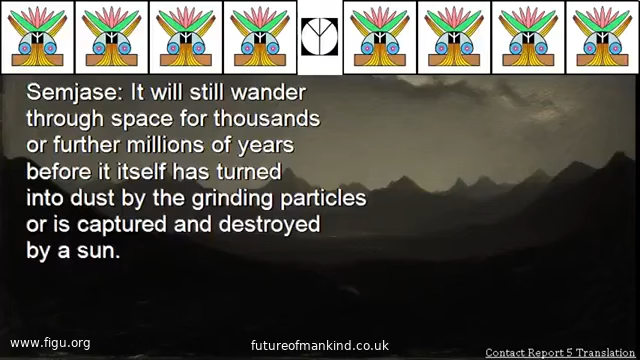 Semjase: It will still wander
through space for thousands
or further millions of years
before it itself has turned
into dust by the grinding particles
or is captured and destroyed
by a sun.
www.figu.org
futureofmankind.co.uk
Contact Report 5 Translation